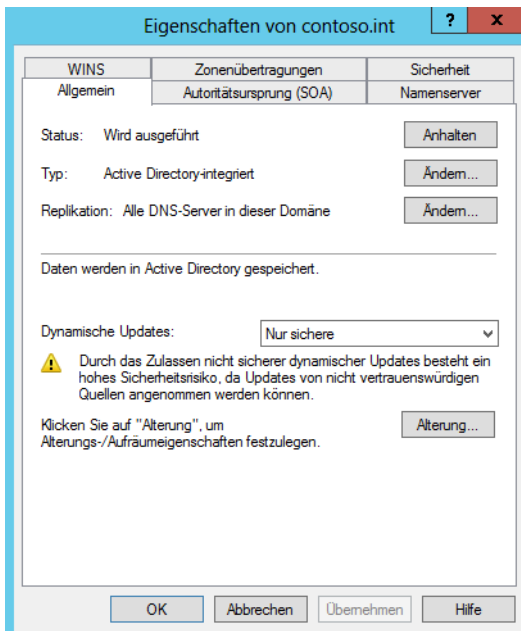 Eigenschaften von contoso.int ? x
WINS Zonenübertragungen Sicherheit
Allgemein Autoritätsursprung (SOA) Namenserver
Status: Wird ausgeführt Anhalten
Typ: Active Directory-integriert Ändern...
Replikation: Alle DNS-Server in dieser Domäne Ändern...
Daten werden in Active Directory gespeichert.
Dynamische Updates: Nur sichere
Durch das Zulassen nicht sicherer dynamischer Updates besteht ein
hohes Sicherheitsrisiko, da Updates von nicht vertrauenswürdigen
Quellen angenommen werden können.
Klicken Sie auf "Alterung", um Alterung...
Alterungs-/Aufräumeigenschaften festzulegen.
OK Abbrechen Übernehmen Hilfe